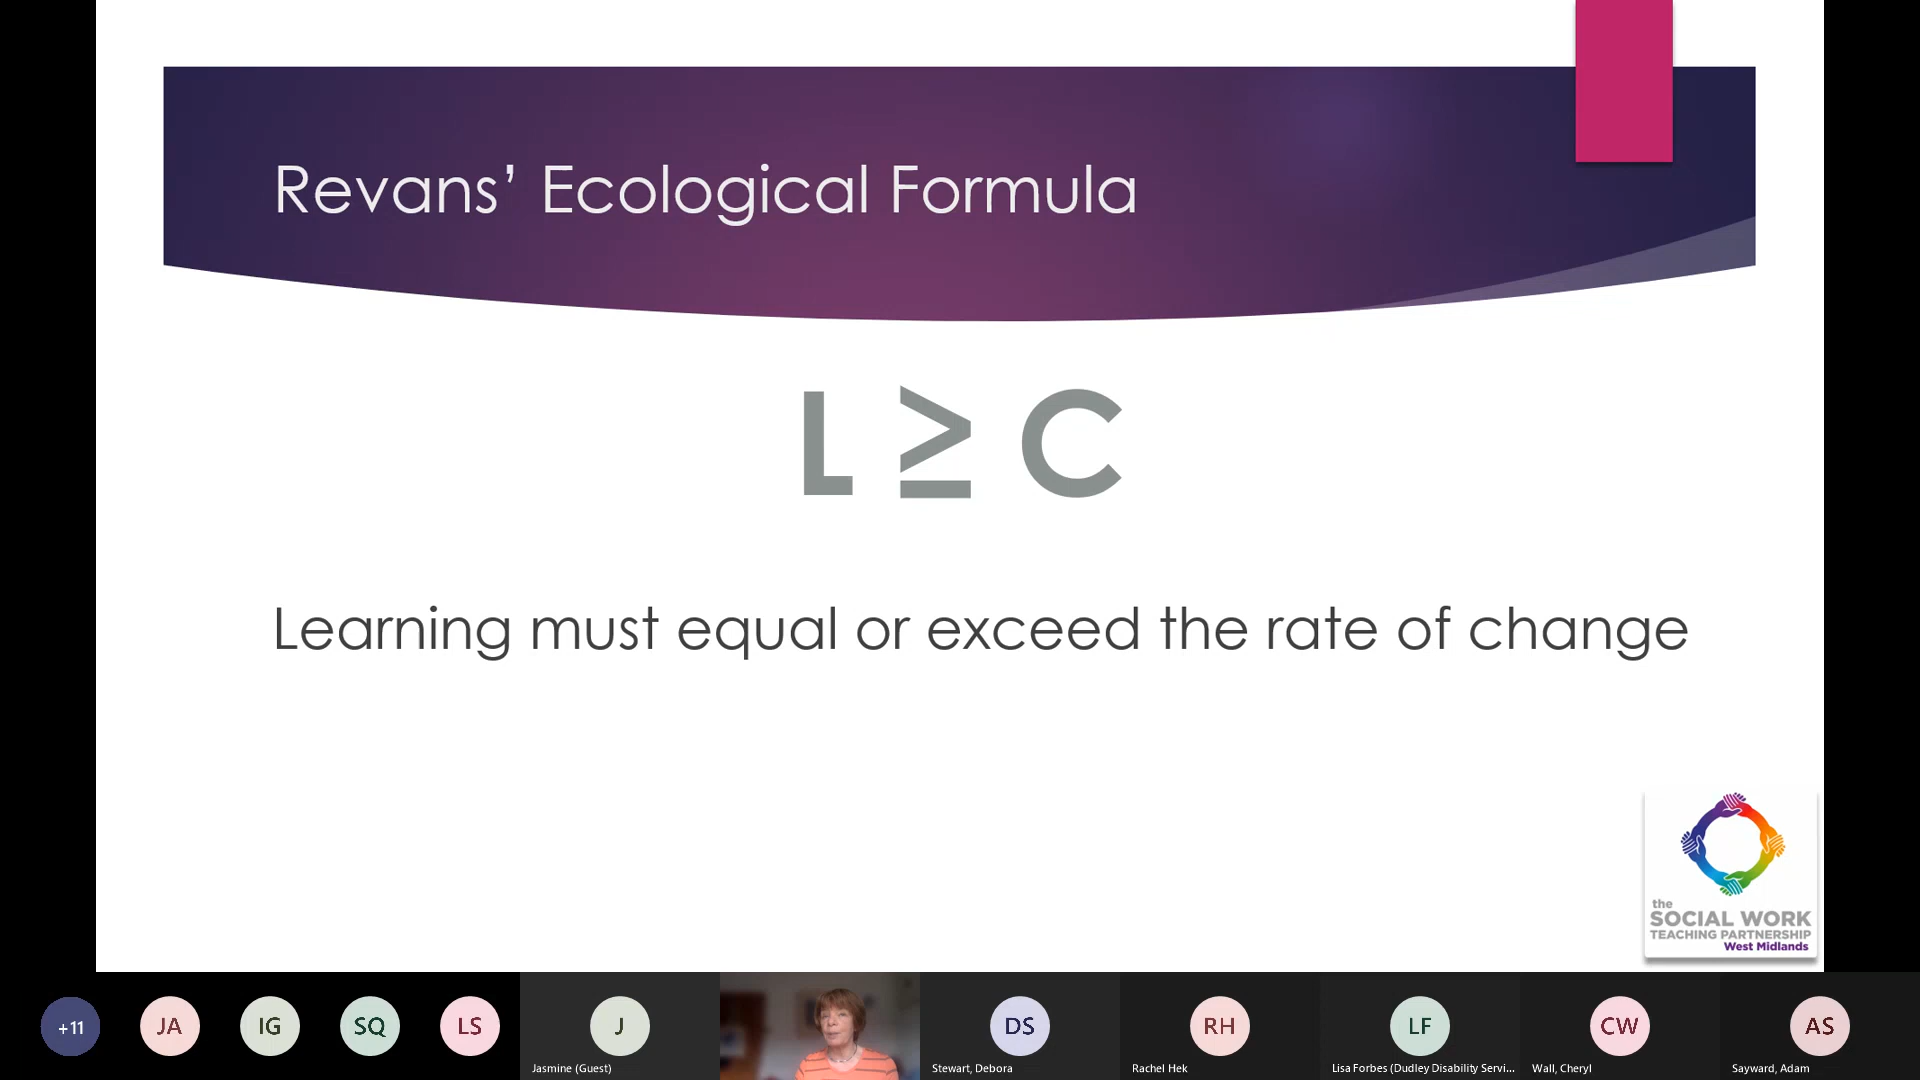 Revans’ Ecological Formula
L ≥ C
Learning must equal or exceed the rate of change
the
SOCIAL WORK
TEACHING PARTNERSHIP
West Midlands
+11
JA
IG
SQ
LS
J
DS
RH
LF
CW
AS
Jasmine (Guest)
Stewart, Debora
Rachel Hek
Lisa Forbes (Dudley Disability Servi...
Wall, Cheryl
Sayward, Adam